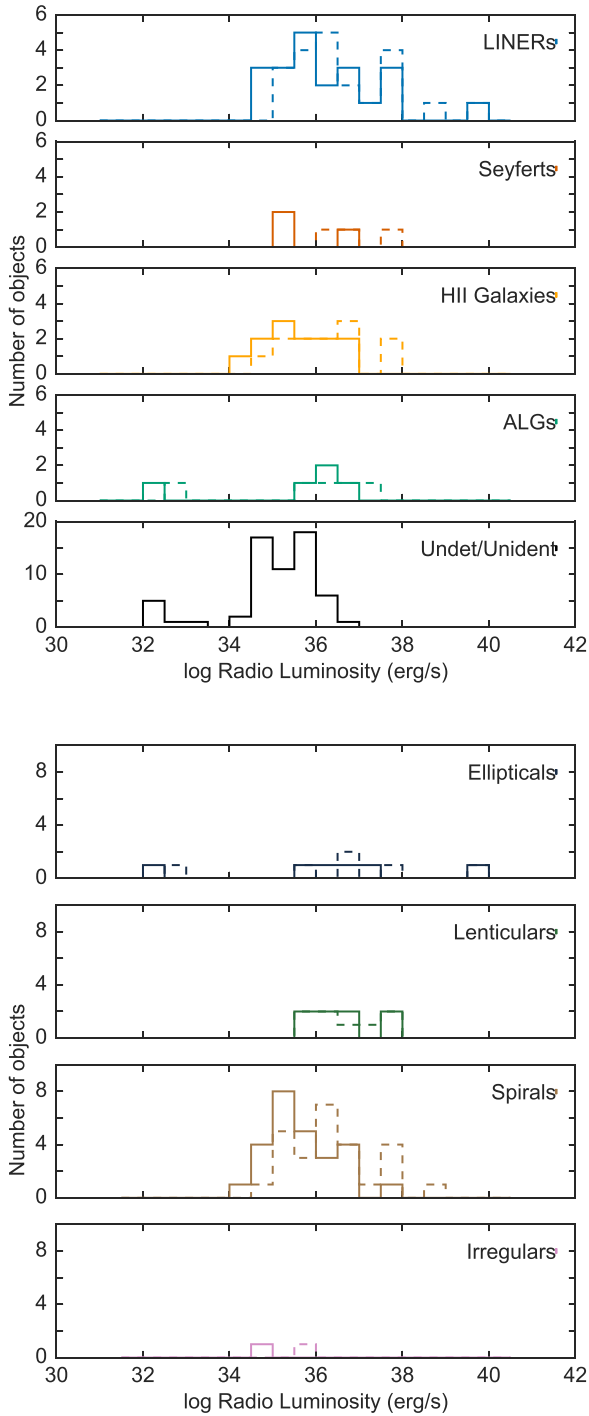 6
LINERs
4
2
0
6
Seyferts
4
2
0
6
HII Galaxies
4
2
0
6
ALGs
4
2
0
20
Undet/Unident
10
0
Number of objects
30 32 34 36 38 40 42
log Radio Luminosity (erg/s)
8
Ellipticals
4
0
8
Lenticulars
4
0
8
Spirals
4
0
8
Irregulars
4
0
Number of objects
30 32 34 36 38 40 42
log Radio Luminosity (erg/s)